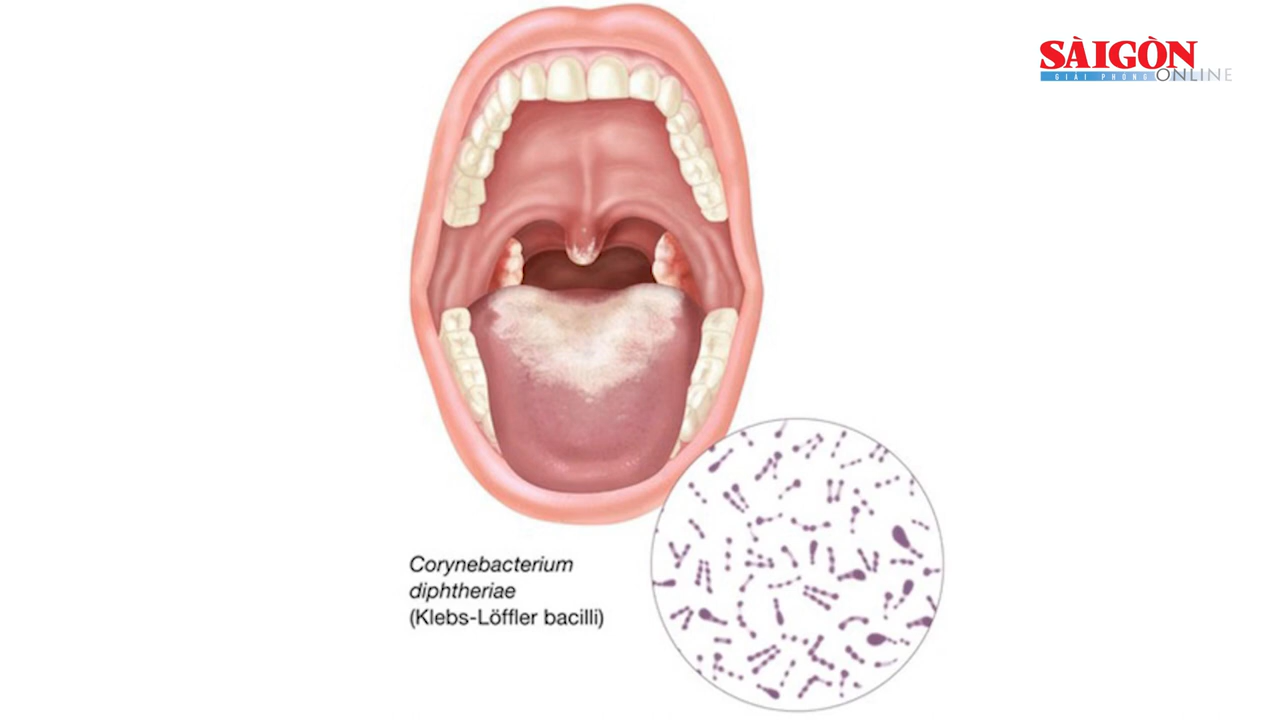 SÀIGÒN
GIẢI PHÓNG ONLINE
Corynebacterium
diphtheriae
(Klebs-Löffler bacilli)